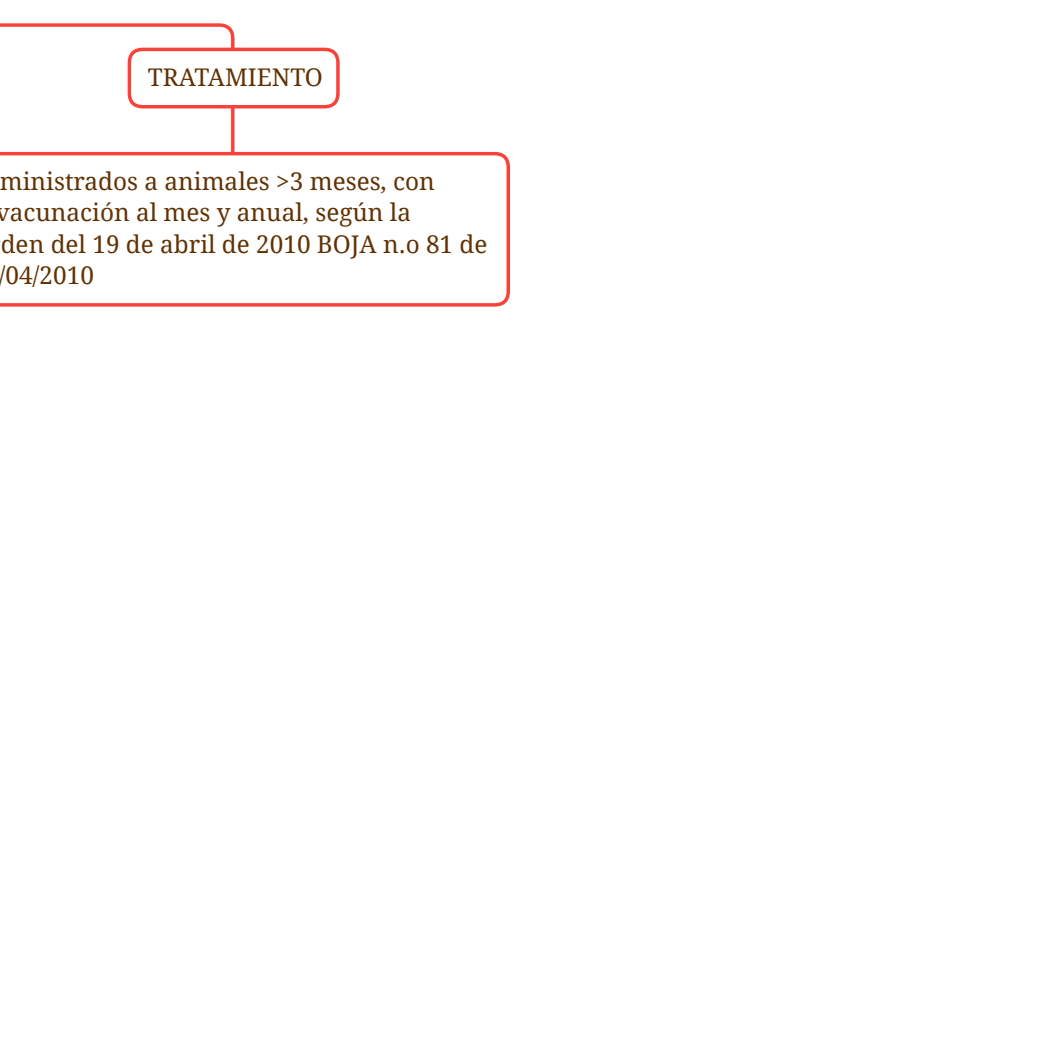 TRATAMIENTO
ministrados a animales >3 meses, con
vacunación al mes y anual, según la
den del 19 de abril de 2010 BOJA n.o 81 de
/04/2010